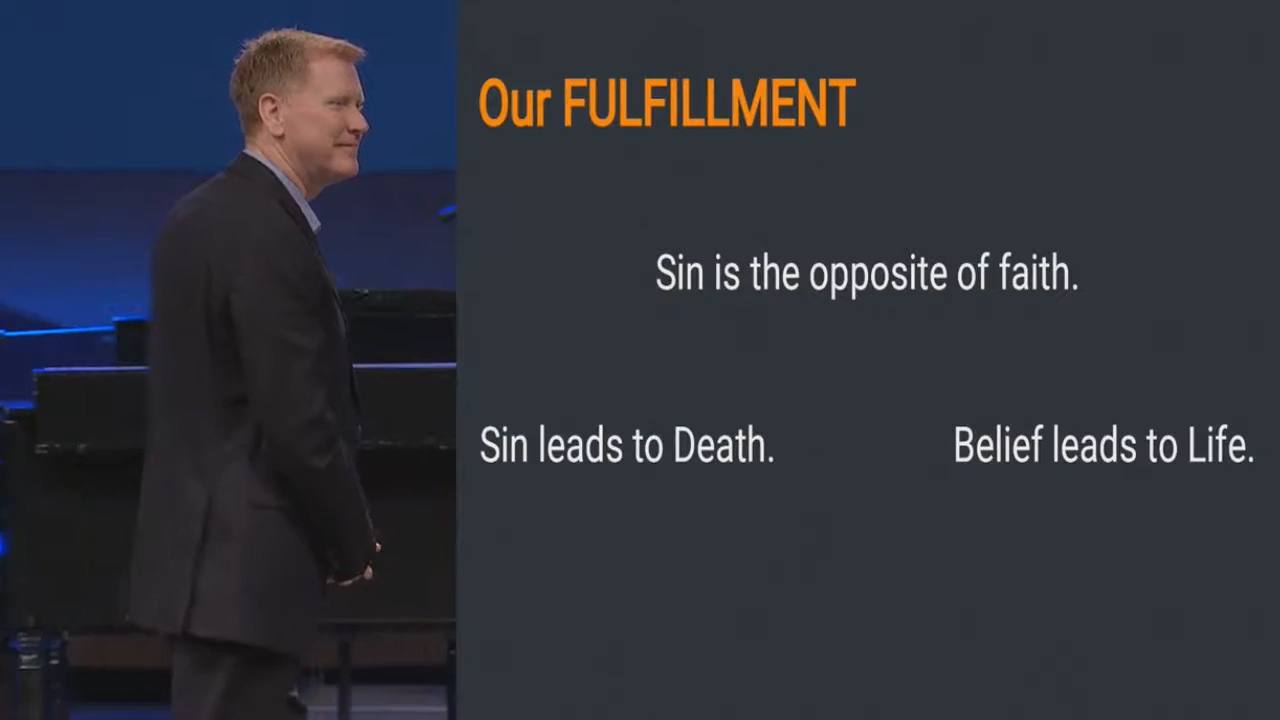 Our FULFILLMENT
Sin is the opposite of faith.
Sin leads to Death.
Belief leads to Life.